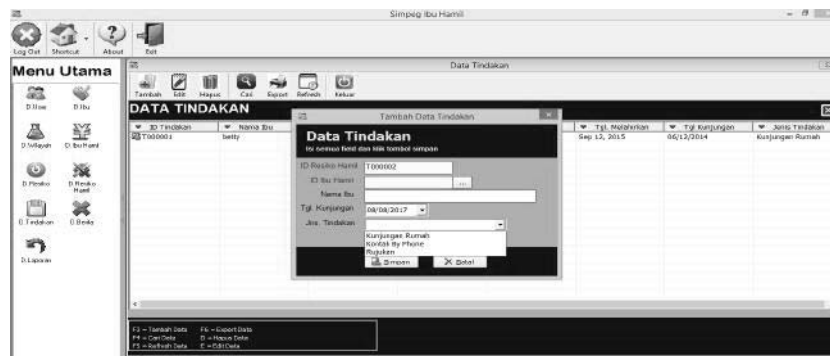 Simpeg Ibu Hamil
Log Out Shortcut About Exit
Menu Utama
D.User D.Ibu
D.Wilayah D. Ibu Hamil
D.Resiko D.Resiko Hamil
D.Tindakan D.Berita
D.Laporan
Data Tindakan
Tambah Edit Hapus Cari Export Refresh Keluar
DATA TINDAKAN
ID Tindakan Nama Ibu Tgl. Melahirkan Tgl Kunjungan Jenis Tindakan
T000001 betty Sep 12, 2015 06/12/2014 Kunjungan Rumah
Tambah Data Tindakan
Data Tindakan
Isi semua field dan klik tombol simpan
ID Resiko Hamil T000002
ID Ibu Hamil ...
Nama Ibu
Tgl. Kunjungan 08/08/2017
Jns. Tindakan
Kunjungan Rumah
Kontak By Phone
Rujukan
Simpan Batal
F2 = Tambah Data F6 = Export Data
F4 = Cari Data D = Hapus Data
F5 = Refresh Data E = Edit Data